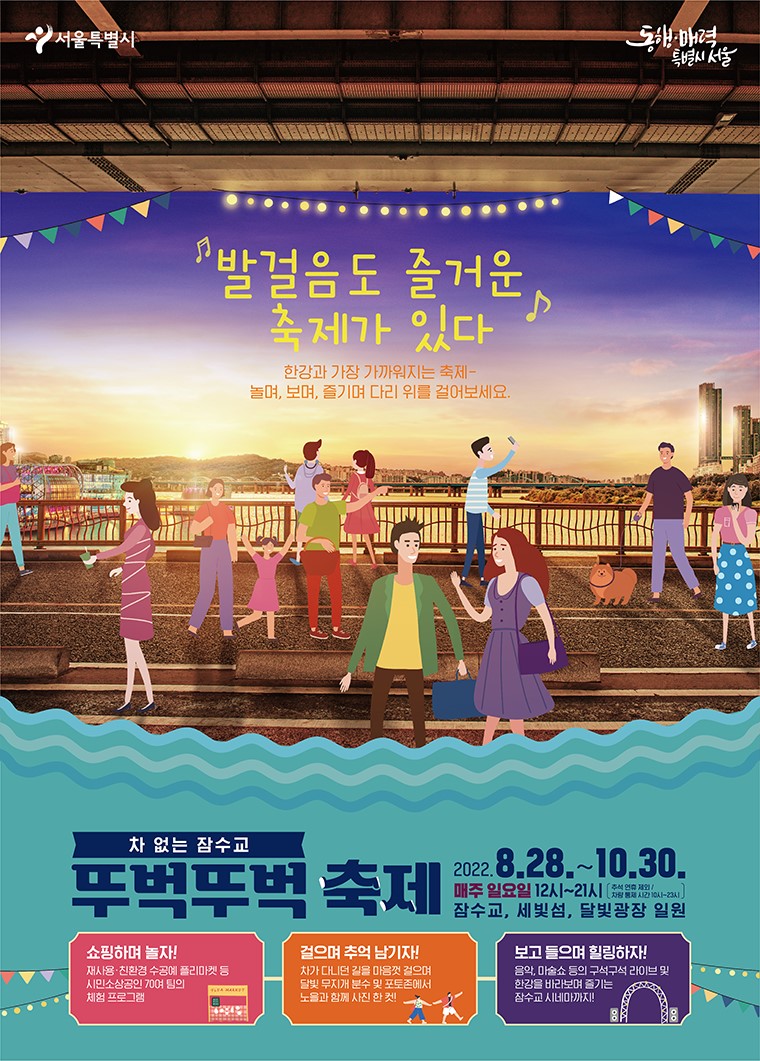 서울특별시
동행·매력
특별시 서울
발걸음도 즐거운
축제가 있다
한강과 가장 가까워지는 축제-
놀며, 보며, 즐기며 다리 위를 걸어보세요.
차 없는 잠수교
뚜벅뚜벅 축제
2022. 8.28.~10.30.
매주 일요일 12시~21시 [추석 연휴 제외 /
차량 통제 시간 10시~23시]
잠수교, 세빛섬, 달빛광장 일원
쇼핑하며 놀자!
재사용·친환경 수공예 플리마켓 등
시민소상공인 70여 팀의
체험 프로그램
FLEA MARKET
걸으며 추억 남기자!
차가 다니던 길을 마음껏 걸으며
달빛 무지개 분수 및 포토존에서
노을과 함께 사진 한 컷!
보고 들으며 힐링하자!
음악, 마술쇼 등의 구석구석 라이브 및
한강을 바라보며 즐기는
잠수교 시네마까지!